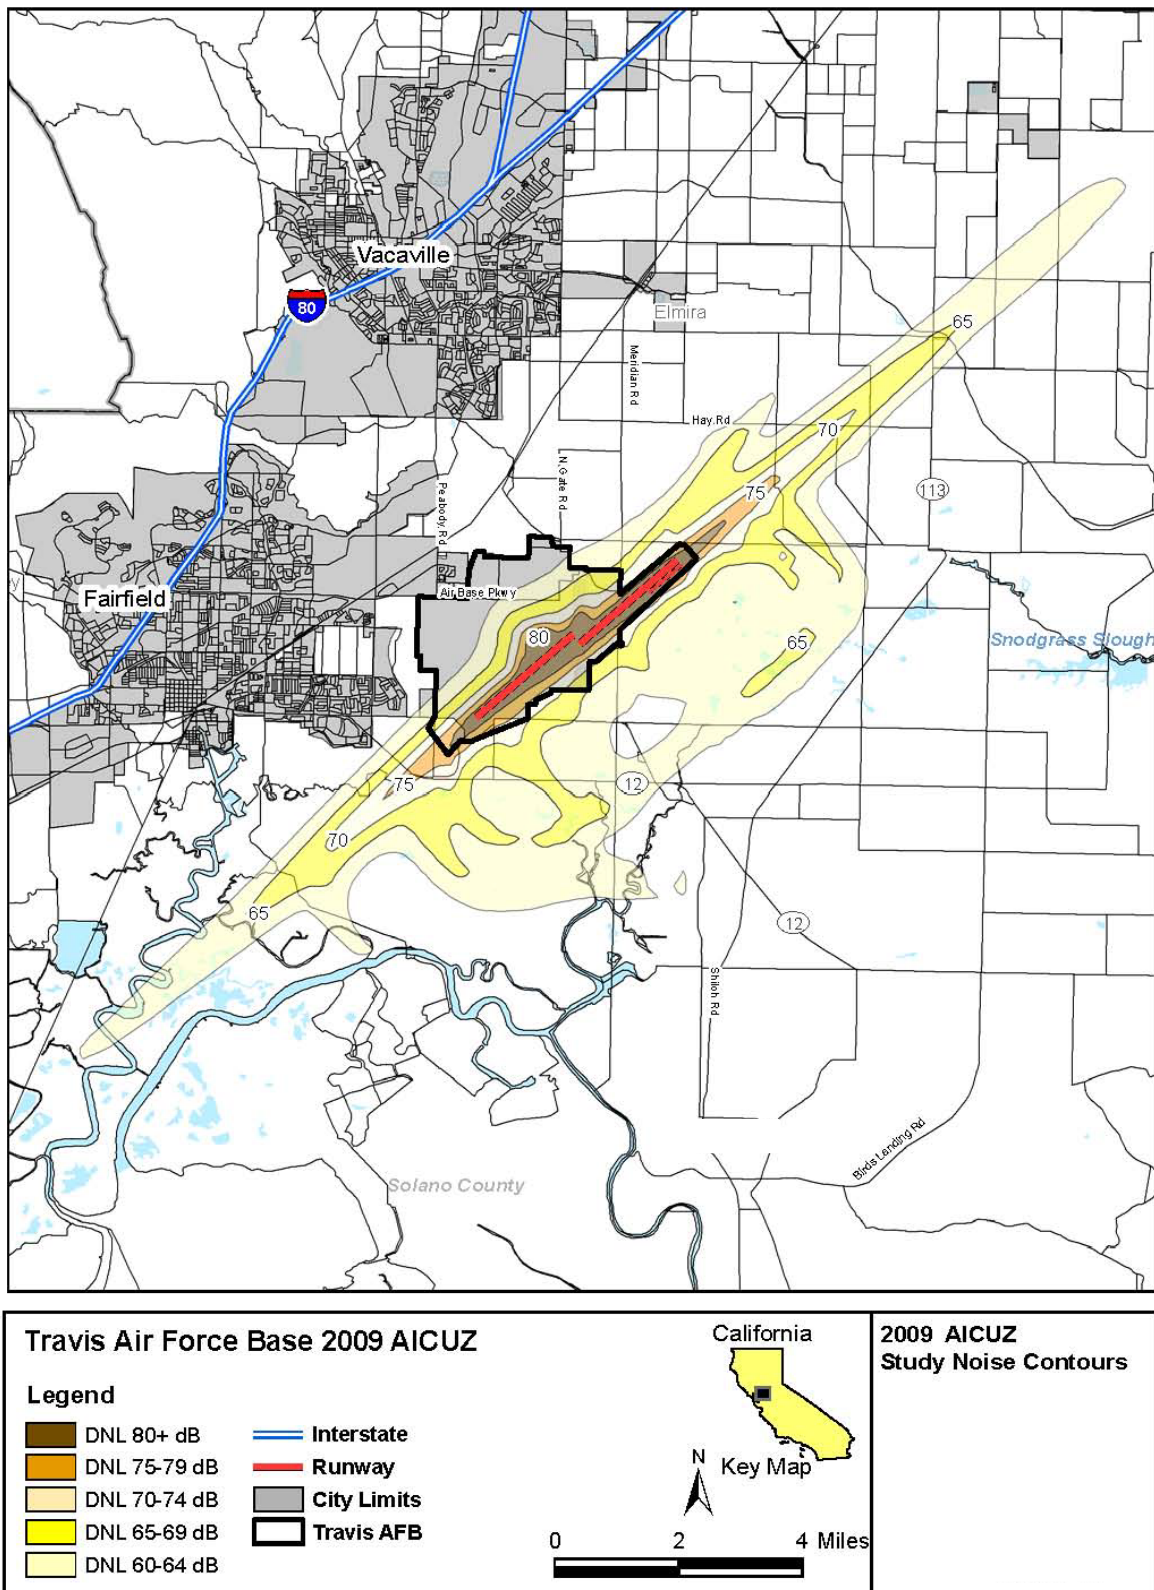 Vacaville
80
Elmira
65
Meridian Rd
Hay Rd
70
N. Gate Rd
75
113
Peabody Rd
Fairfield
Air Base Pkwy
80
65
Snodgrass Slough
75
12
70
65
12
Shiloh Rd
Birds Landing Rd
Solano County
Travis Air Force Base 2009 AICUZ
California
2009 AICUZ
Study Noise Contours
Legend
DNL 80+ dB
Interstate
DNL 75-79 dB
Runway
N
Key Map
DNL 70-74 dB
City Limits
DNL 65-69 dB
Travis AFB
0 2 4 Miles
DNL 60-64 dB